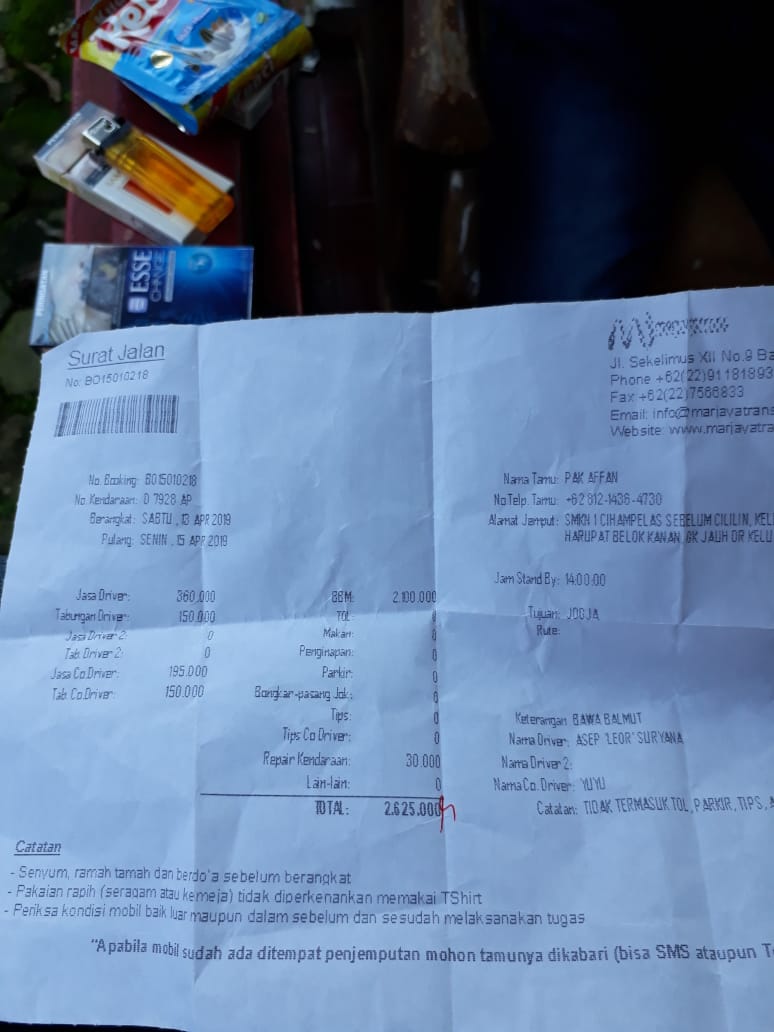 ESSE
CHANGE
Surat Jalan
No: BO15010218
Jl. Sekelimus XII No.9 Ba
Phone +62(22)91181893
Fax +62(22)7566833
Email: info@marjayatrans
Website: www.marjayatra
No. Booking: BO15010218
No. Kendaraan: D 7928 AP
Berangkat: SABTU , 13 APR 2019
Pulang: SENIN , 15 APR 2019
Nama Tamu: PAK AFFAN
No Telp. Tamu: +62 812-1436-4730
Alamat Jemput: SMKN 1 CIHAMPELAS SEBELUM CILILIN, KEL
HARUPAT BELOK KANAN, GK JAUH DR KELU
Jam Stand By: 14:00:00
Tujuan: JOGJA
Rute:
Jasa Driver: 360.000
Tabungan Driver: 150.000
Jasa Driver 2: 0
Tab. Driver 2: 0
Jasa Co.Driver: 195.000
Tab. Co.Driver: 150.000
BBM: 2.100.000
TOL: 0
Makan: 0
Penginapan: 0
Parkir: 0
Bongkar-pasang Jok: 0
Tips: 0
Tips Co Driver: 0
Repair Kendaraan: 30.000
Lain-lain: 0
TOTAL: 2.625.000
Keterangan BAWA BALMUT
Nama Driver: ASEP 'LEOR' SURYANA
Nama Driver 2:
Nama Co. Driver: YUYU
Catatan: TIDAK TERMASUK TOL, PARKIR, TIPS, A
Catatan
- Senyum, ramah tamah dan berdo'a sebelum berangkat
- Pakaian rapih (seragam atau kemeja) tidak diperkenankan memakai TShirt
- Periksa kondisi mobil baik luar maupun dalam sebelum dan sesudah melaksanakan tugas
"Apabila mobil sudah ada ditempat penjemputan mohon tamunya dikabari (bisa SMS ataupun T